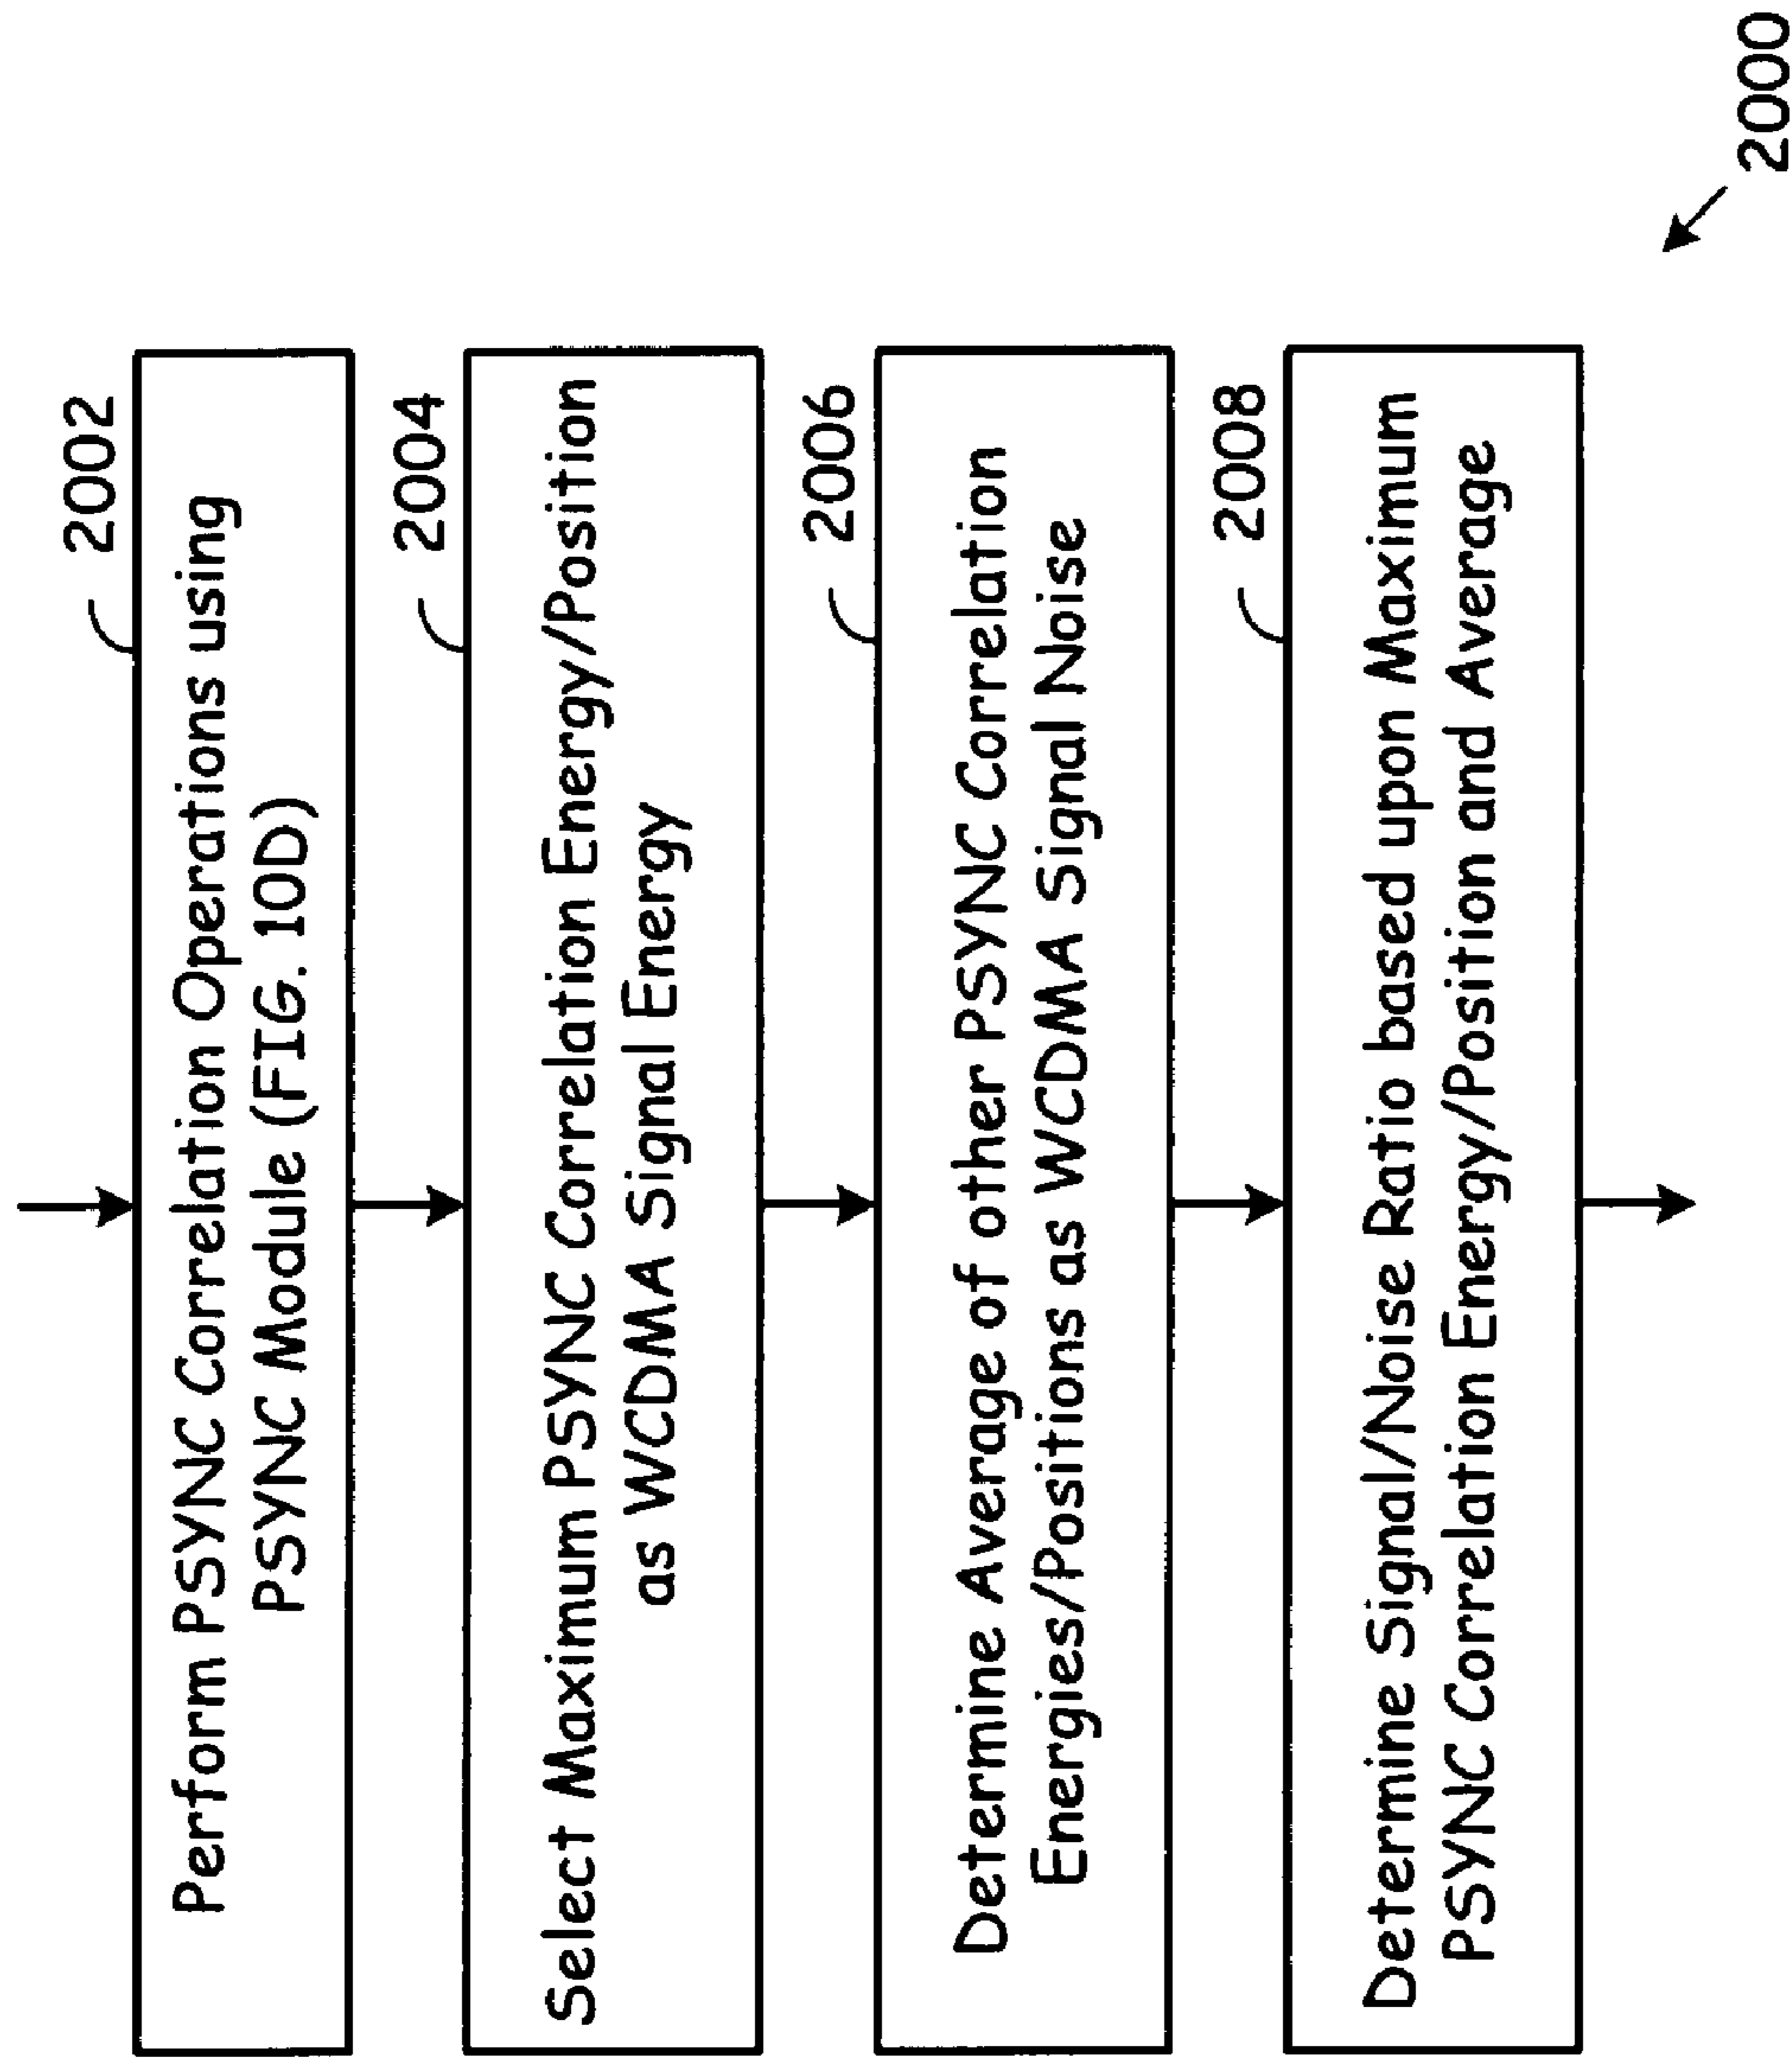 2002
Perform PSYNC Correlation Operations using
PSYNC Module (FIG. 10D)
2004
Select Maximum PSYNC Correlation Energy/Position
as WCDMA Signal Energy
2006
Determine Average of other PSYNC Correlation
Energies/Positions as WCDMA Signal Noise
2008
Determine Signal/Noise Ratio based upon Maximum
PSYNC Correlation Energy/Position and Average
2000